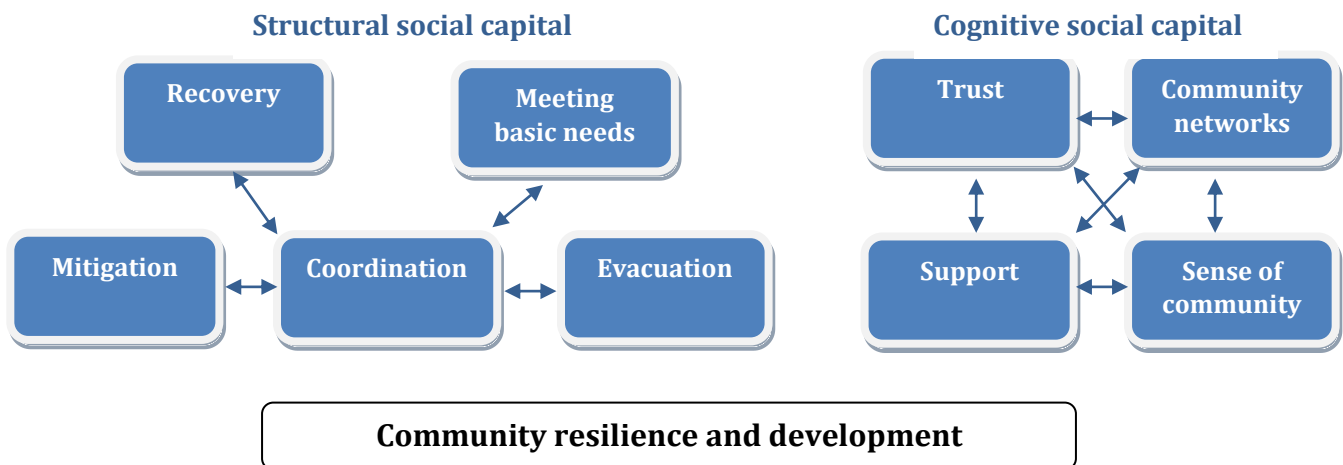 Structural social capital
Cognitive social capital
Recovery
Meeting
basic needs
Trust
Community
networks
Mitigation
Coordination
Evacuation
Support
Sense of
community
Community resilience and development